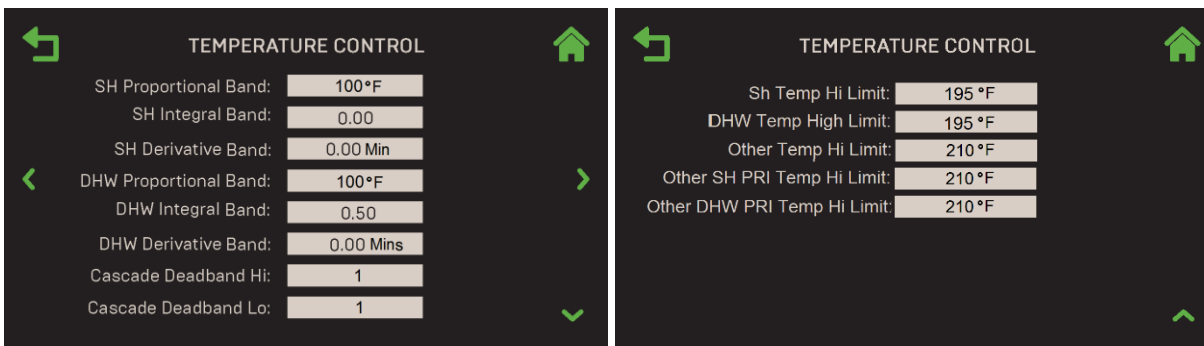 TEMPERATURE CONTROL
SH Proportional Band: 100°F
SH Integral Band: 0.00
SH Derivative Band: 0.00 Min
DHW Proportional Band: 100°F
DHW Integral Band: 0.50
DHW Derivative Band: 0.00 Mins
Cascade Deadband Hi: 1
Cascade Deadband Lo: 1
TEMPERATURE CONTROL
Sh Temp Hi Limit: 195 °F
DHW Temp High Limit: 195 °F
Other Temp Hi Limit: 210 °F
Other SH PRI Temp Hi Limit: 210 °F
Other DHW PRI Temp Hi Limit: 210 °F